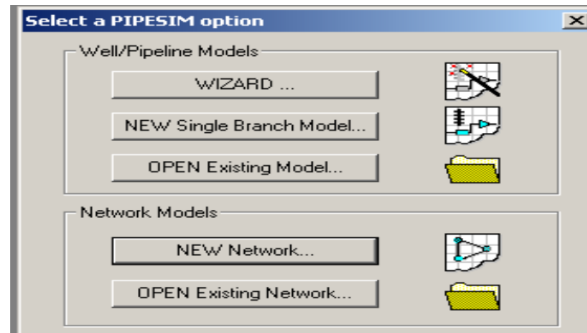 Select a PIPESIM option
Well/Pipeline Models
WIZARD ...
NEW Single Branch Model...
OPEN Existing Model...
Network Models
NEW Network...
OPEN Existing Network...